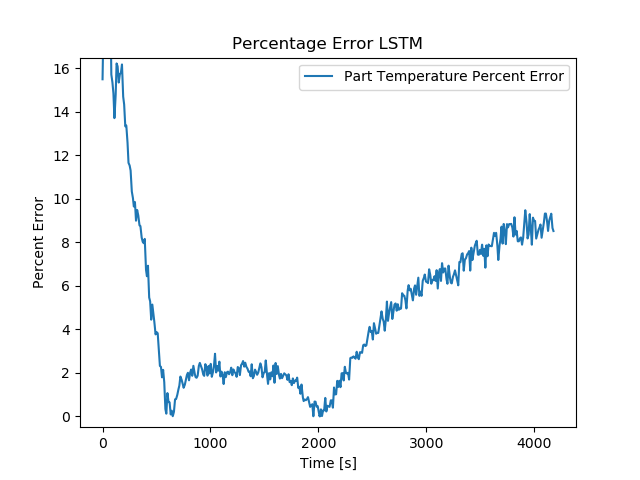 Percentage Error LSTM
Part Temperature Percent Error
16
14
12
10
8
6
4
2
0
Percent Error
0 1000 2000 3000 4000
Time [s]